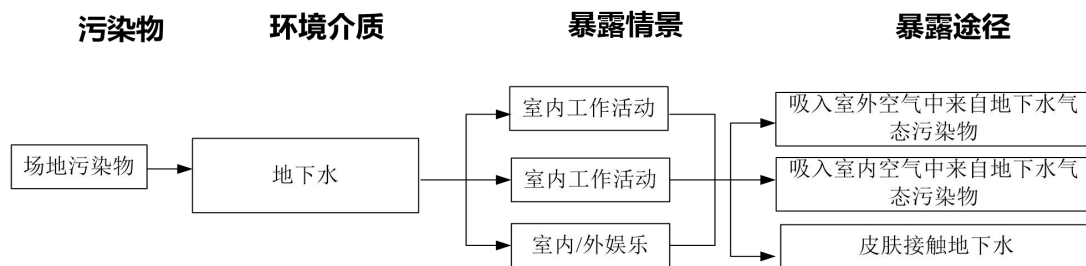 污染物 环境介质 暴露情景 暴露途径
室内工作活动
吸入室外空气中来自地下水气
态污染物
场地污染物
地下水
室内工作活动
吸入室内空气中来自地下水气
态污染物
室内/外娱乐
皮肤接触地下水